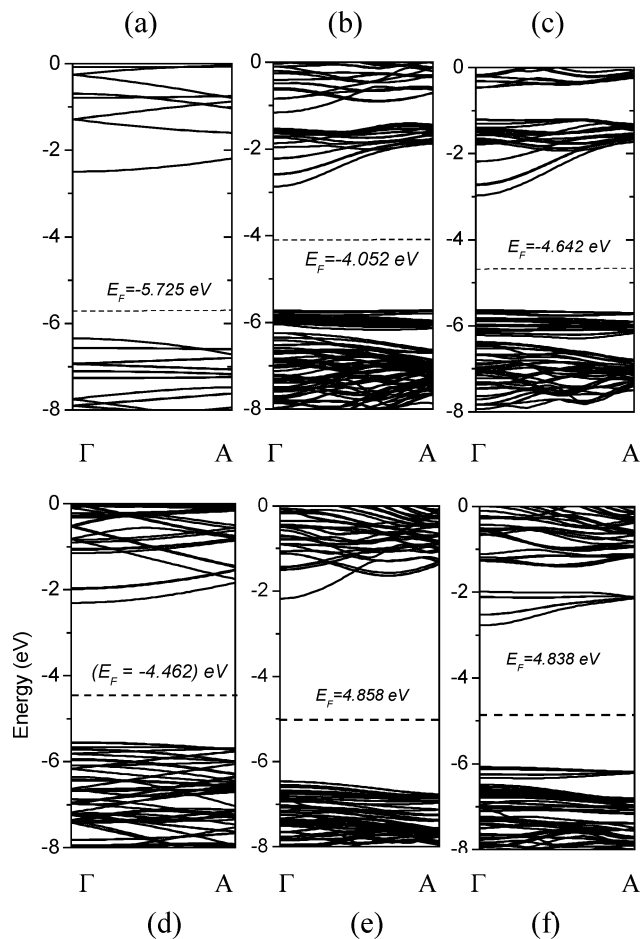 (a) (b) (c)
0 0 0
-2 -2 -2
-4 -4 -4
E_F=-5.725 eV E_F=-4.052 eV E_F=-4.642 eV
-6 -6 -6
-8 -8 -8
Γ A Γ A Γ A
0 0 0
-2 -2 -2
(E_F = -4.462) eV E_F=4.858 eV E_F=4.838 eV
-4 -4 -4
-6 -6 -6
-8 -8 -8
Energy (eV)
Γ A Γ A Γ A
(d) (e) (f)